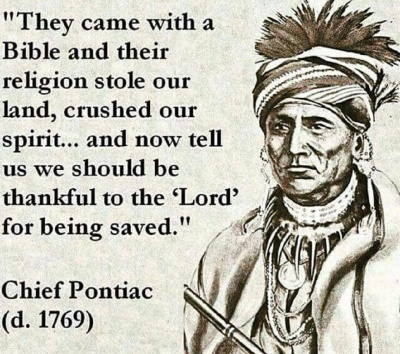 "They came with a
Bible and their
religion stole our
land, crushed our
spirit... and now tell
us we should be
thankful to the ‘Lord’
for being saved."
Chief Pontiac
(d. 1769)